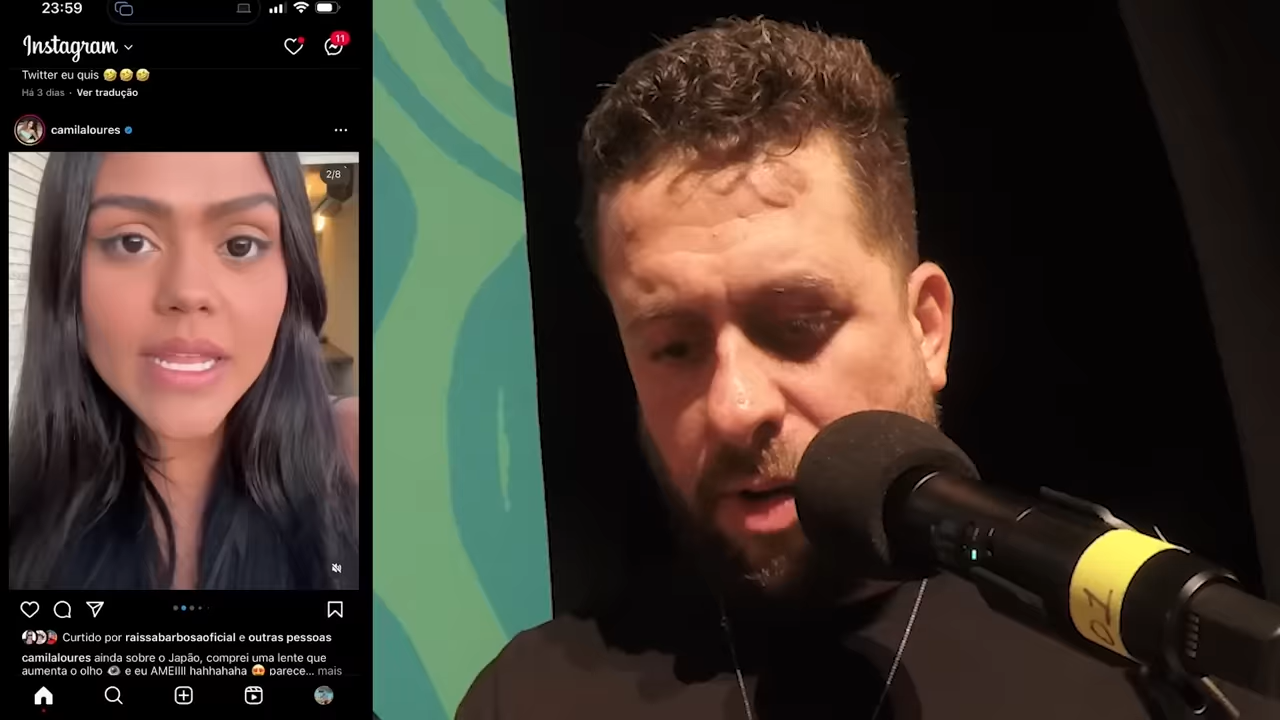 23:59
Instagram
11
Twitter eu quis 🤣🤣🤣
Há 3 dias · Ver tradução
camilaloures
2/8
Curtido por raissabarbosaoficial e outras pessoas
camilaloures ainda sobre o Japão, comprei uma lente que
aumenta o olho 👁️ e eu AMEIIII hahhahaha 😍 parece... mais
01